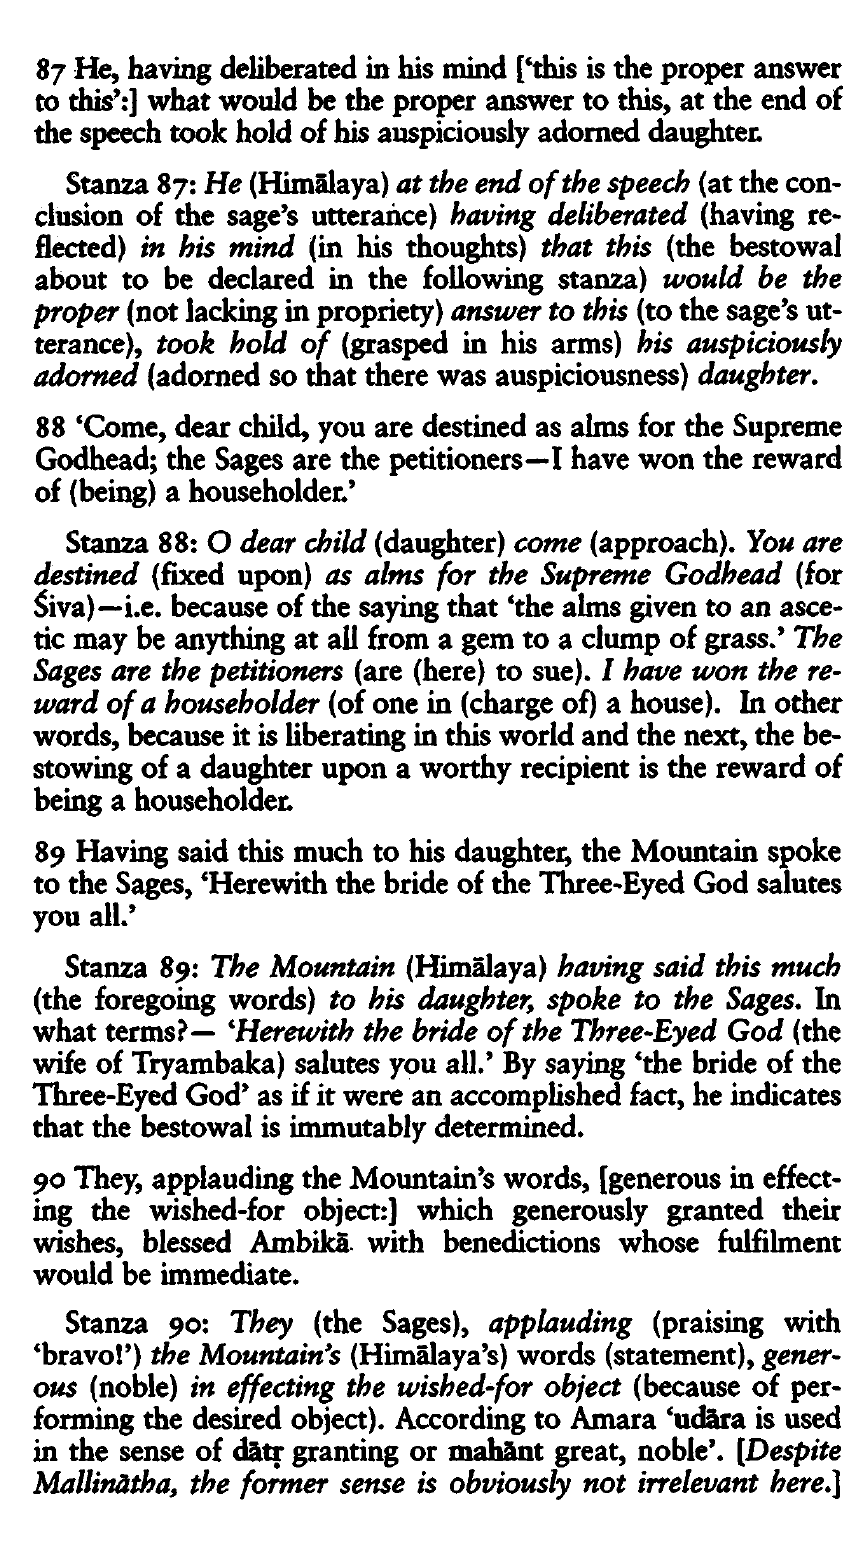 87 He, having deliberated in his mind [‘this is the proper answer
to this’:] what would be the proper answer to this, at the end of
the speech took hold of his auspiciously adorned daughter.
Stanza 87: He (Himālaya) at the end of the speech (at the con-
clusion of the sage’s utterance) having deliberated (having re-
flected) in his mind (in his thoughts) that this (the bestowal
about to be declared in the following stanza) would be the
proper (not lacking in propriety) answer to this (to the sage’s ut-
terance), took hold of (grasped in his arms) his auspiciously
adorned (adorned so that there was auspiciousness) daughter.
88 ‘Come, dear child, you are destined as alms for the Supreme
Godhead; the Sages are the petitioners—I have won the reward
of (being) a householder.’
Stanza 88: O dear child (daughter) come (approach). You are
destined (fixed upon) as alms for the Supreme Godhead (for
Śiva)—i.e. because of the saying that ‘the alms given to an asce-
tic may be anything at all from a gem to a clump of grass.’ The
Sages are the petitioners (are (here) to sue). I have won the re-
ward of a householder (of one in (charge of) a house). In other
words, because it is liberating in this world and the next, the be-
stowing of a daughter upon a worthy recipient is the reward of
being a householder.
89 Having said this much to his daughter, the Mountain spoke
to the Sages, ‘Herewith the bride of the Three-Eyed God salutes
you all.’
Stanza 89: The Mountain (Himālaya) having said this much
(the foregoing words) to his daughter, spoke to the Sages. In
what terms?— ‘Herewith the bride of the Three-Eyed God (the
wife of Tryambaka) salutes you all.’ By saying ‘the bride of the
Three-Eyed God’ as if it were an accomplished fact, he indicates
that the bestowal is immutably determined.
90 They, applauding the Mountain’s words, [generous in effect-
ing the wished-for object:] which generously granted their
wishes, blessed Ambikā with benedictions whose fulfilment
would be immediate.
Stanza 90: They (the Sages), applauding (praising with
‘bravo!’) the Mountain’s (Himālaya’s) words (statement), gener-
ous (noble) in effecting the wished-for object (because of per-
forming the desired object). According to Amara ‘udāra is used
in the sense of dātṛ granting or mahānt great, noble’. [Despite
Mallinātha, the former sense is obviously not irrelevant here.]